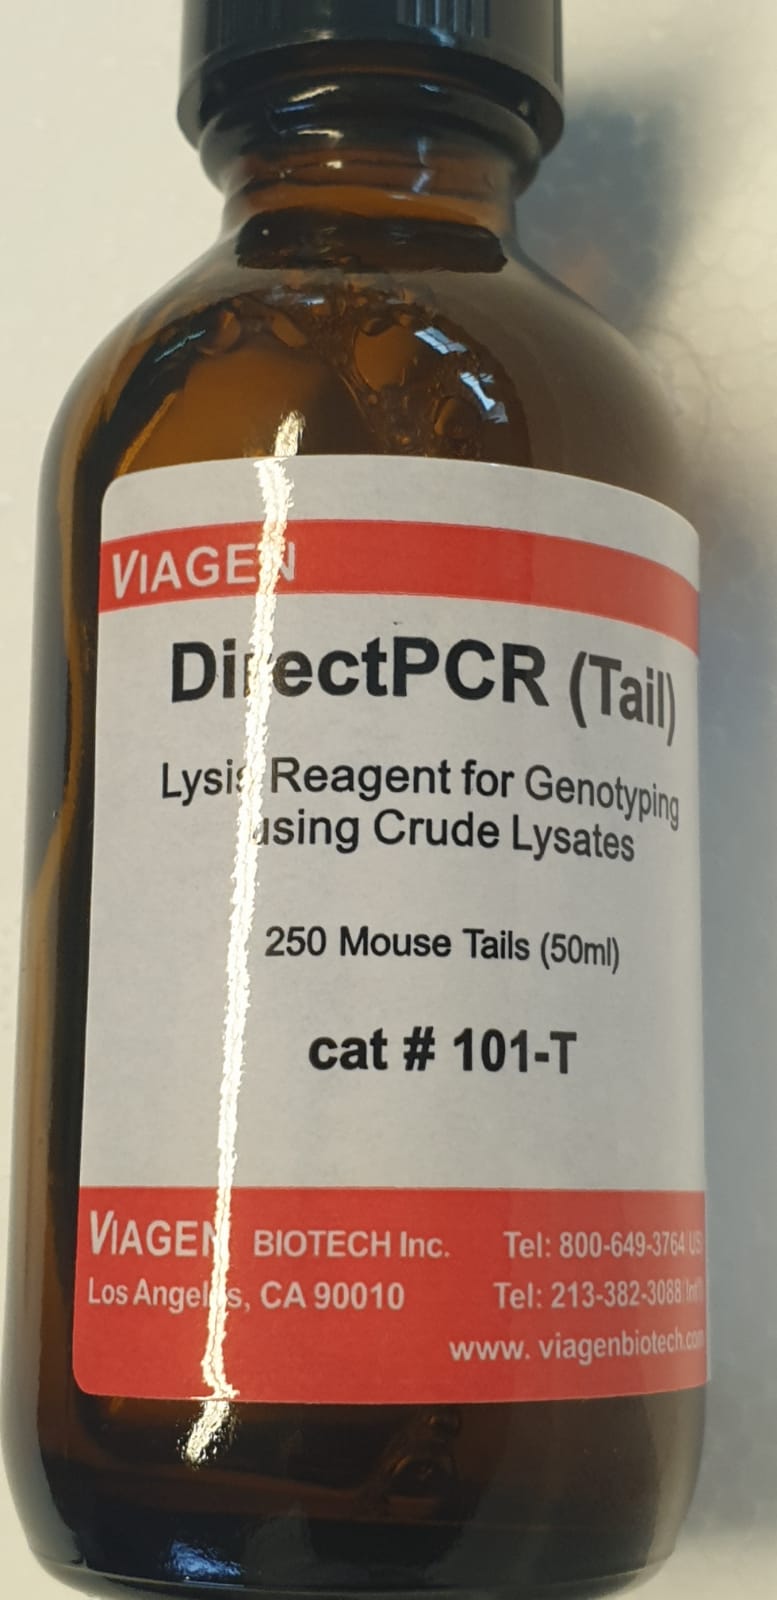 VIAGEN
DirectPCR (Tail)
Lysis Reagent for Genotyping
using Crude Lysates
250 Mouse Tails (50ml)
cat # 101-T
VIAGEN BIOTECH Inc. Tel: 800-649-3764 US
Los Angeles, CA 90010 Tel: 213-382-3088 Int'l
www. viagenbiotech.com